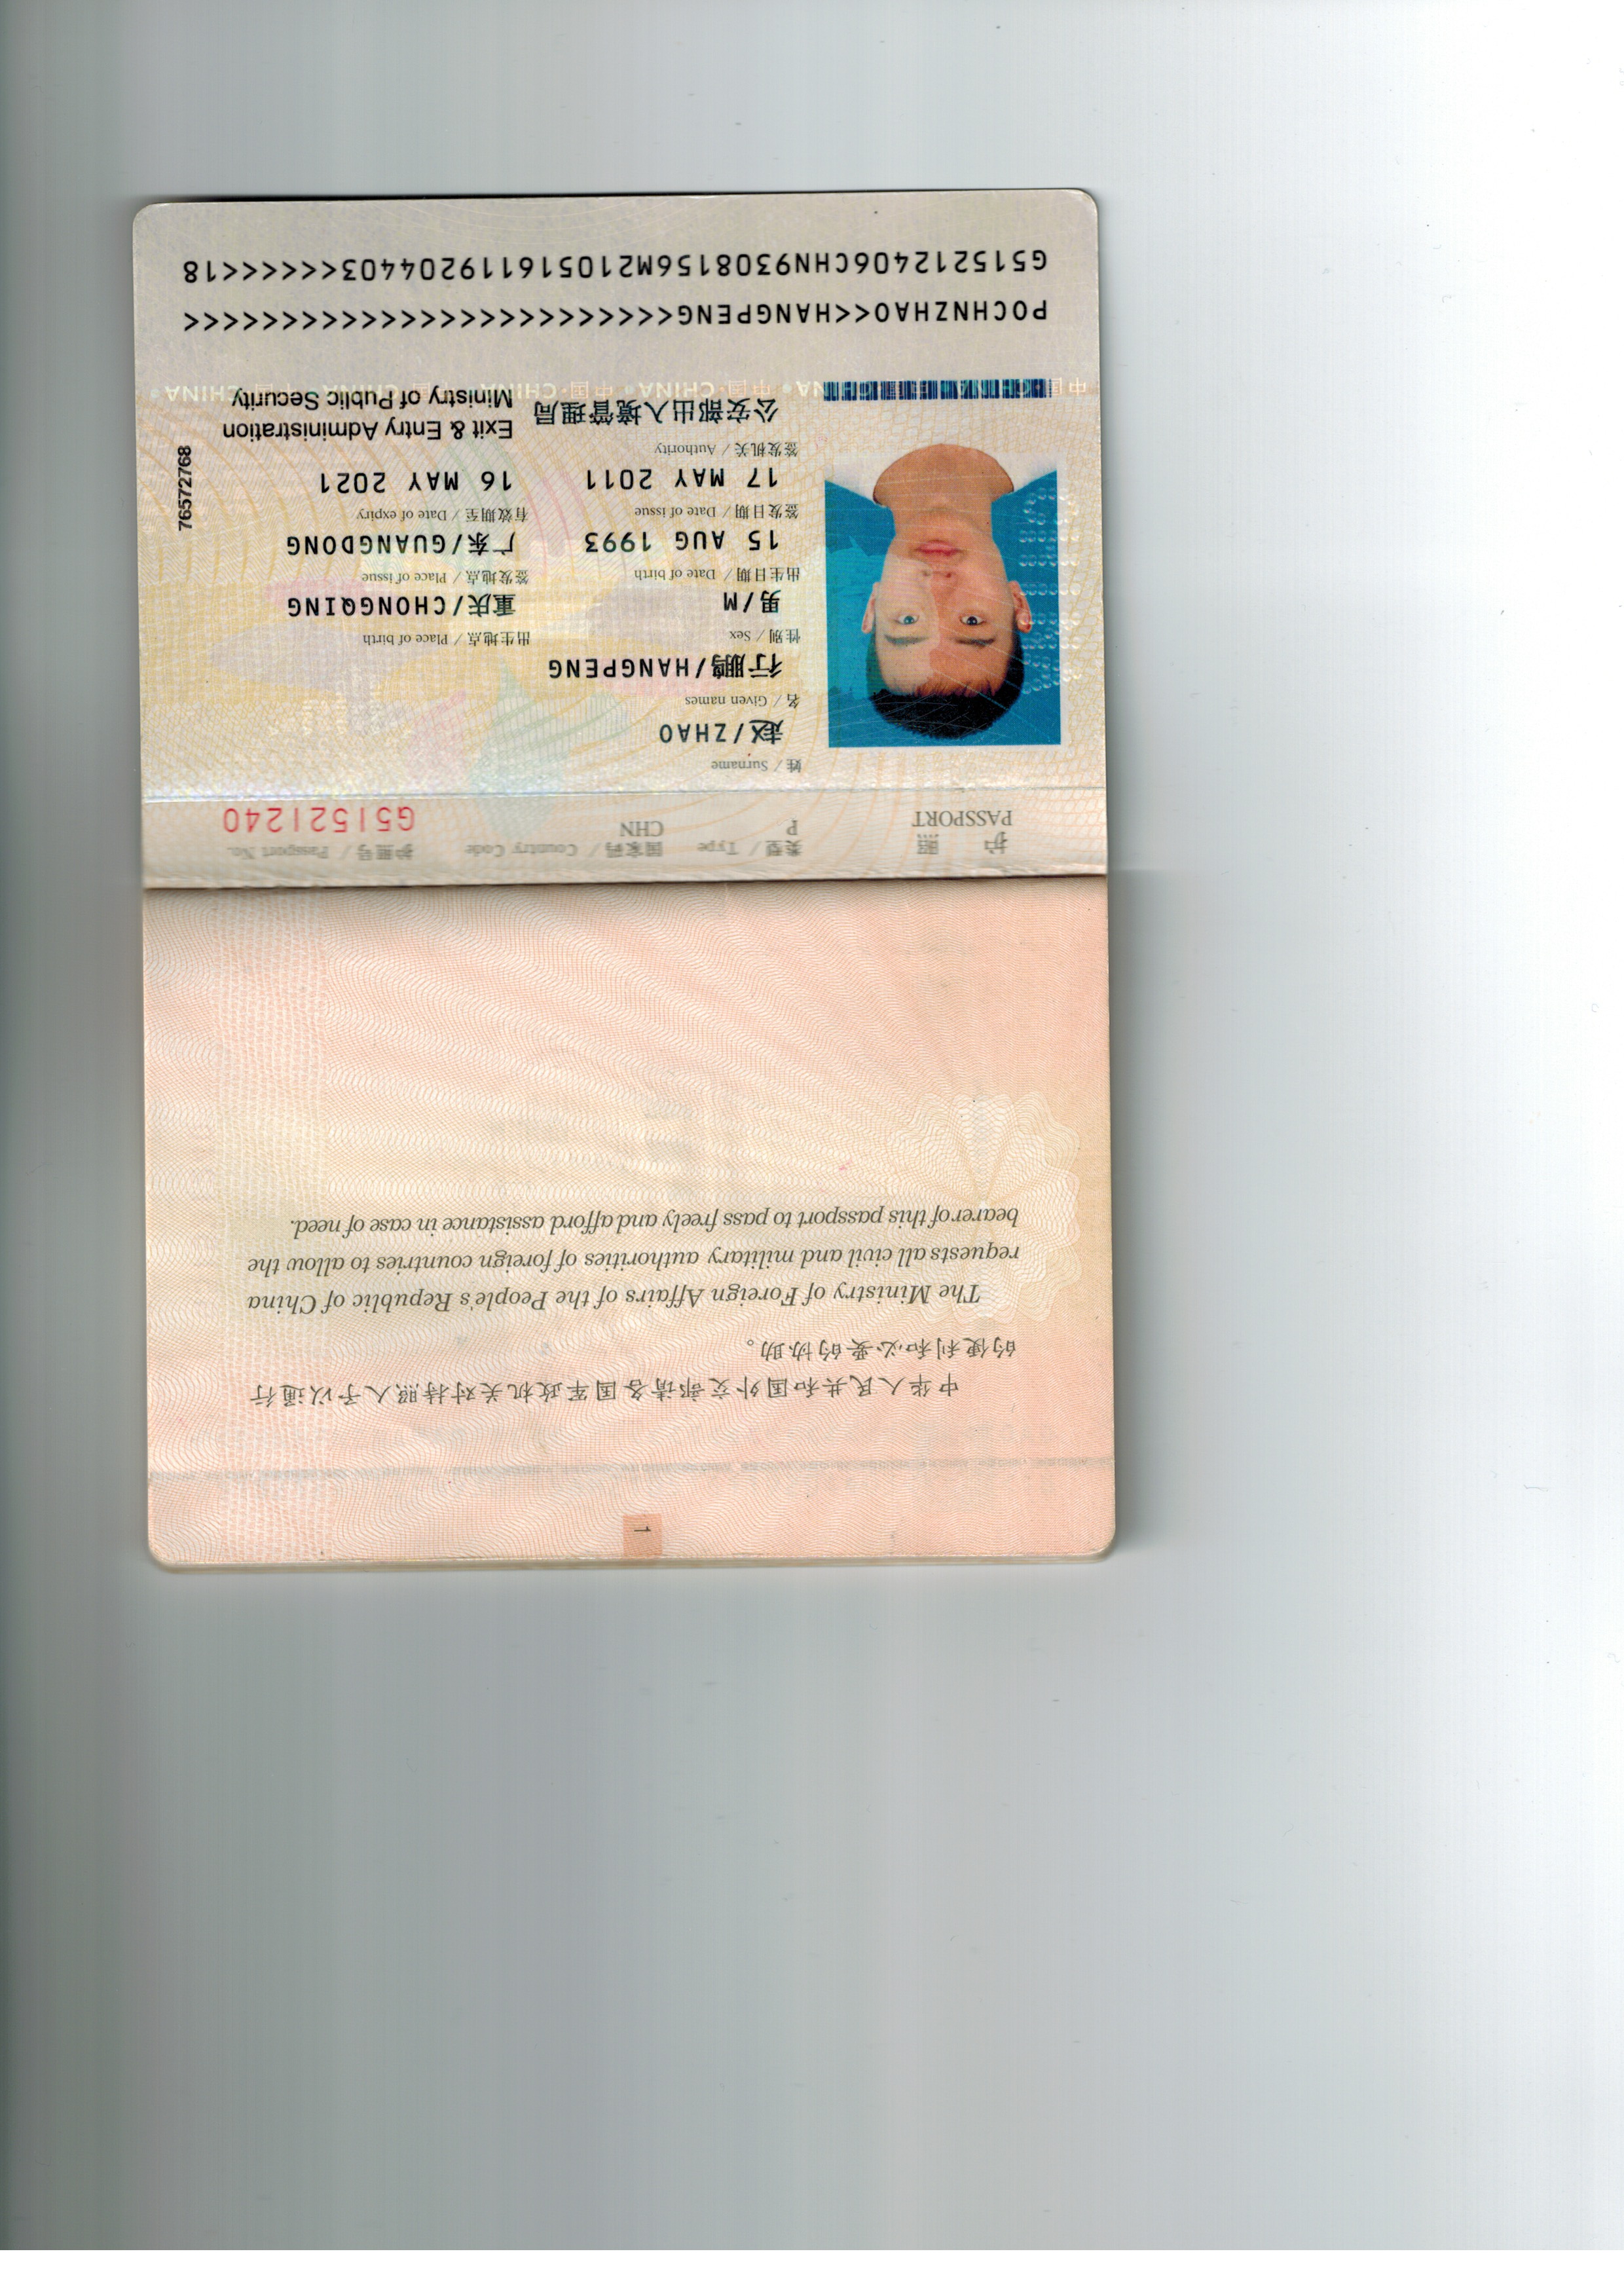 中华人民共和国外交部请各国军政机关对持照人予以通行
的便利和必要的协助。
The Ministry of Foreign Affairs of the People's Republic of China
requests all civil and military authorities of foreign countries to allow the
bearer of this passport to pass freely and afford assistance in case of need.
护 照 类型 / Type 国家码 / Country Code 护照号 / Passport No.
PASSPORT P CHN G51521240
姓 / Surname
赵/ZHAO
名 / Given names
行鹏/HANGPENG
性别 / Sex 出生地点 / Place of birth
男/M 重庆/CHONGQING
出生日期 / Date of birth 签发地点 / Place of issue
15 AUG 1993 广东/GUANGDONG
签发日期 / Date of issue 有效期至 / Date of expiry
17 MAY 2011 16 MAY 2021
签发机关 / Authority
公安部出入境管理局 Exit & Entry Administration
Ministry of Public Security
76572768
中国·CHINA 中国·CHINA 中国·CHINA 中国·CHINA
POCHNZHAO<<HANGPENG<<<<<<<<<<<<<<<<<<<<<<<<<
G515212406CHN9308156M210516119204403<<<<<<18
1